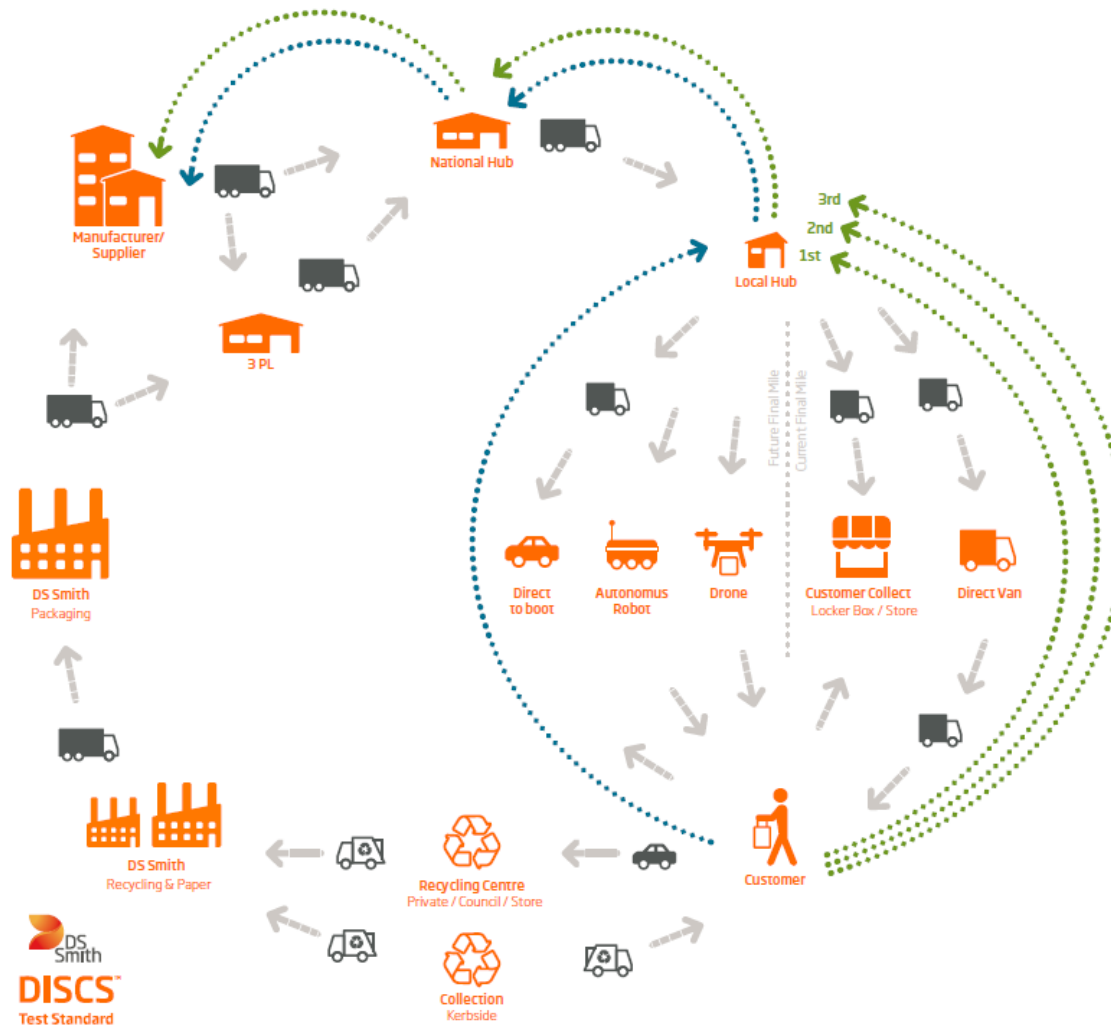 National Hub
Manufacturer/
Supplier
3rd
2nd
1st
Local Hub
3 PL
Future Final Mile
Current Final Mile
DS Smith
Packaging
Direct
to boot
Autonomus
Robot
Drone
Customer Collect
Locker Box / Store
Direct Van
DS Smith
Recycling & Paper
Recycling Centre
Private / Council / Store
Customer
Collection
Kerbside
DS
Smith
DISCS™
Test Standard